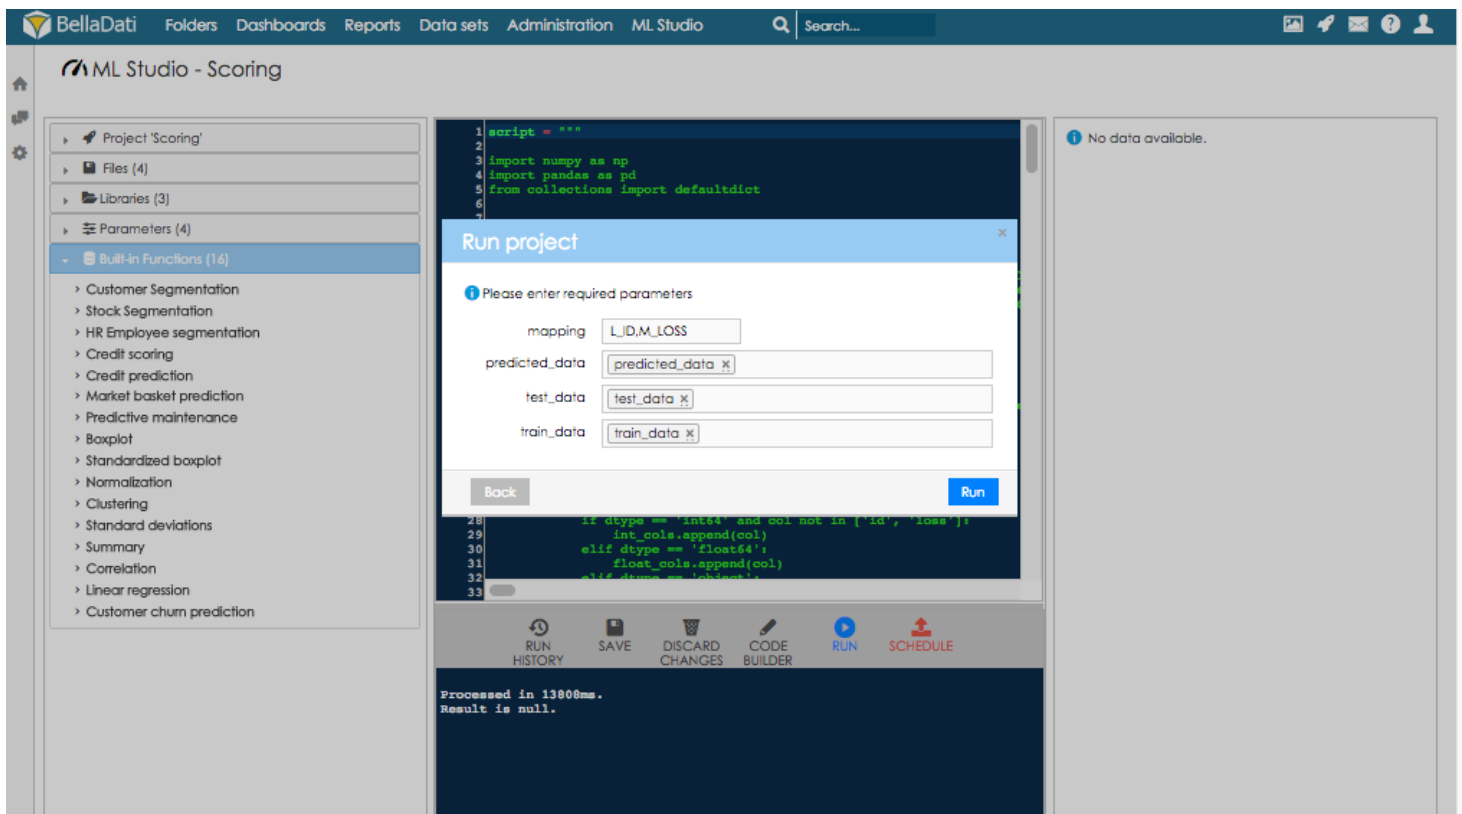 BellaDati Folders Dashboards Reports Data sets Administration ML Studio Search...
ML Studio - Scoring
Project 'Scoring'
Files (4)
Libraries (3)
Parameters (4)
Built-in Functions (16)
Customer Segmentation
Stock Segmentation
HR Employee segmentation
Credit scoring
Credit prediction
Market basket prediction
Predictive maintenance
Boxplot
Standardized boxplot
Normalization
Clustering
Standard deviations
Summary
Correlation
Linear regression
Customer churn prediction
1 script = """
2
3 import numpy as np
4 import pandas as pd
5 from collections import defaultdict
6
7
Run project ×
Please enter required parameters
mapping L_ID,M_LOSS
predicted_data predicted_data ×
test_data test_data ×
train_data train_data ×
Back Run
28 if dtype == 'int64' and col not in ['id', 'loss']:
29 int_cols.append(col)
30 elif dtype == 'float64':
31 float_cols.append(col)
32 elif dtype == 'object':
33
RUN HISTORY
SAVE
DISCARD CHANGES
CODE BUILDER
RUN
SCHEDULE
Processed in 13808ms.
Result is null.
No data available.